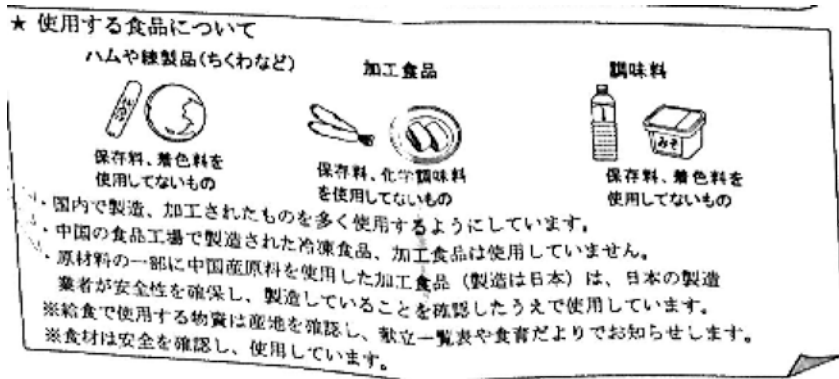 ★ 使用する食品について
ハムや練製品(ちくわなど)
加工食品
調味料
みそ
保存料、着色料を
使用してないもの
保存料、化学調味料
を使用してないもの
保存料、着色料を
使用してないもの
・国内で製造、加工されたものを多く使用するようにしています。
・中国の食品工場で製造された冷凍食品、加工食品は使用していません。
・原材料の一部に中国産原料を使用した加工食品（製造は日本）は、日本の製造
業者が安全性を確保し、製造していることを確認したうえで使用しています。
※給食で使用する物資は産地を確認し、献立一覧表や食育だよりでお知らせします。
※食材は安全を確認し、使用しています。